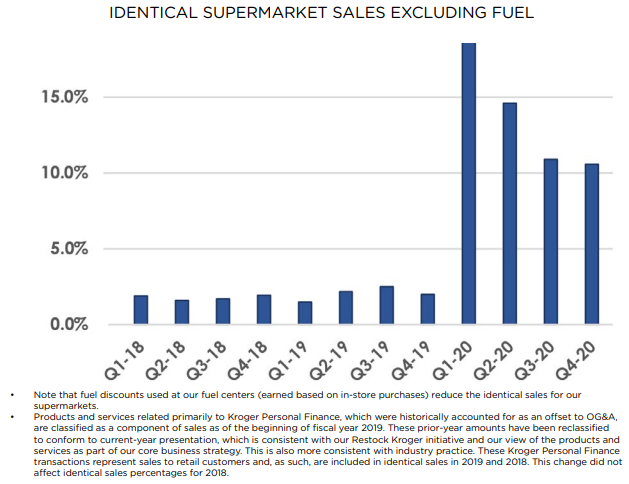 IDENTICAL SUPERMARKET SALES EXCLUDING FUEL
15.0%
10.0%
5.0%
0.0%
Q1-18
Q2-18
Q3-18
Q4-18
Q1-19
Q2-19
Q3-19
Q4-19
Q1-20
Q2-20
Q3-20
Q4-20
• Note that fuel discounts used at our fuel centers (earned based on in-store purchases) reduce the identical sales for our
supermarkets.
• Products and services related primarily to Kroger Personal Finance, which were historically accounted for as an offset to OG&A,
are classified as a component of sales as of the beginning of fiscal year 2019. These prior-year amounts have been reclassified
to conform to current-year presentation, which is consistent with our Restock Kroger initiative and our view of the products and
services as part of our core business strategy. This is also more consistent with industry practice. These Kroger Personal Finance
transactions represent sales to retail customers and, as such, are included in identical sales in 2019 and 2018. This change did not
affect identical sales percentages for 2018.